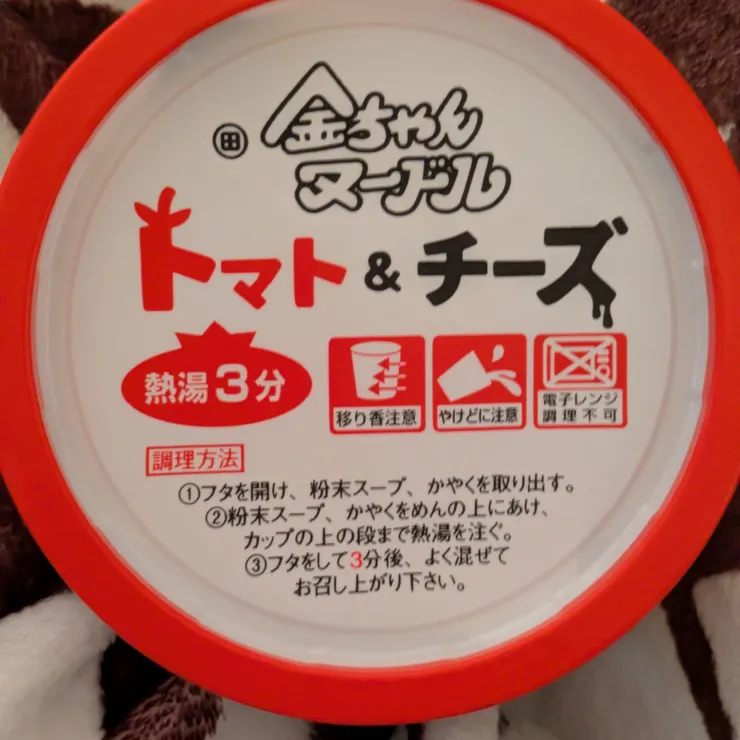 田 金ちゃん
ヌードル
トマト & チーズ
熱湯3分
移り香注意
やけどに注意
電子レンジ
調理不可
調理方法
①フタを開け、粉末スープ、かやくを取り出す。
②粉末スープ、かやくをめんの上にあけ、
カップの上の段まで熱湯を注ぐ。
③フタをして3分後、よく混ぜて
お召し上がり下さい。